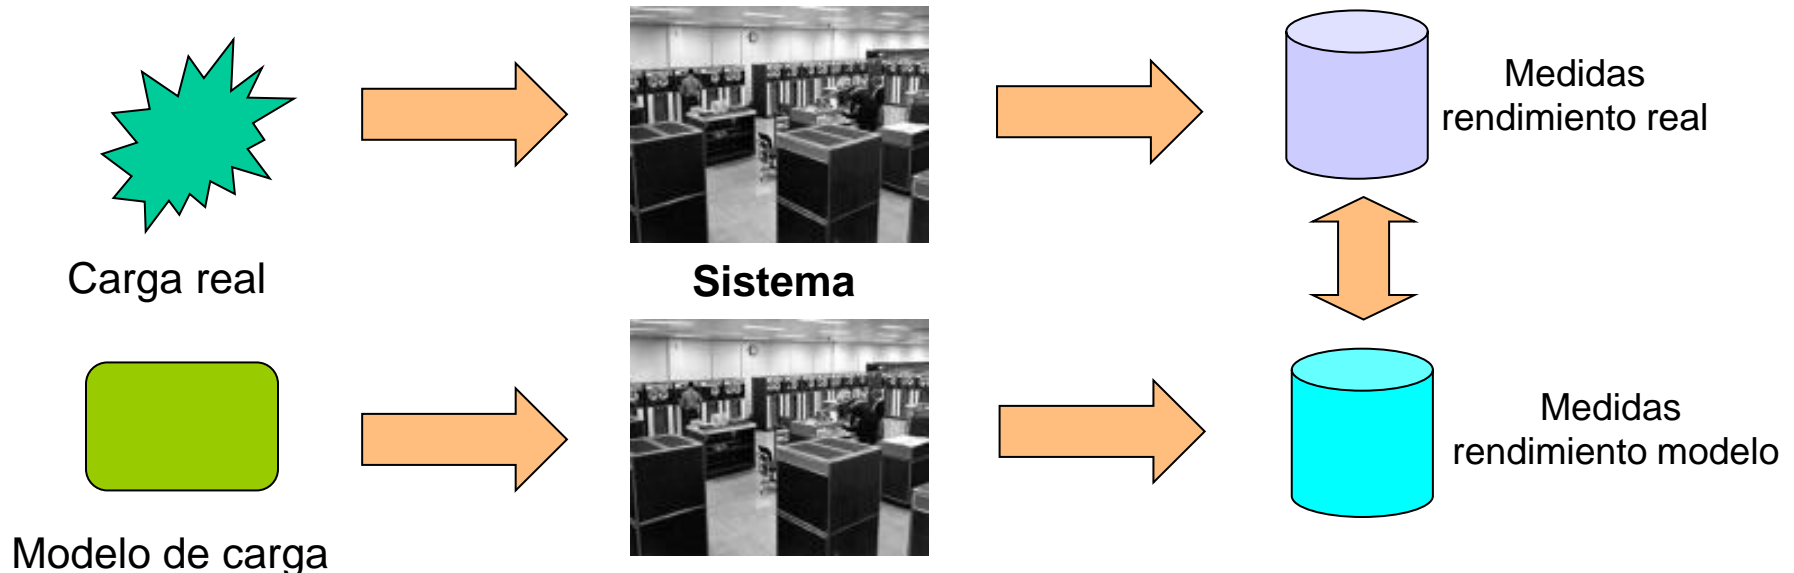 Medidas
rendimiento real
Carga real
Sistema
Medidas
rendimiento modelo
Modelo de carga